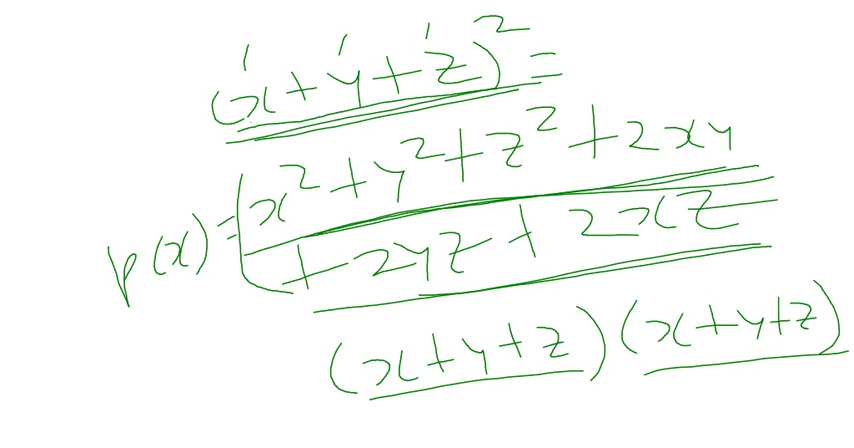 (x+y+z)² =
p(x) = (x²+y²+z²+2xy
+2yz+2xz
(x+y+z)(x+y+z)